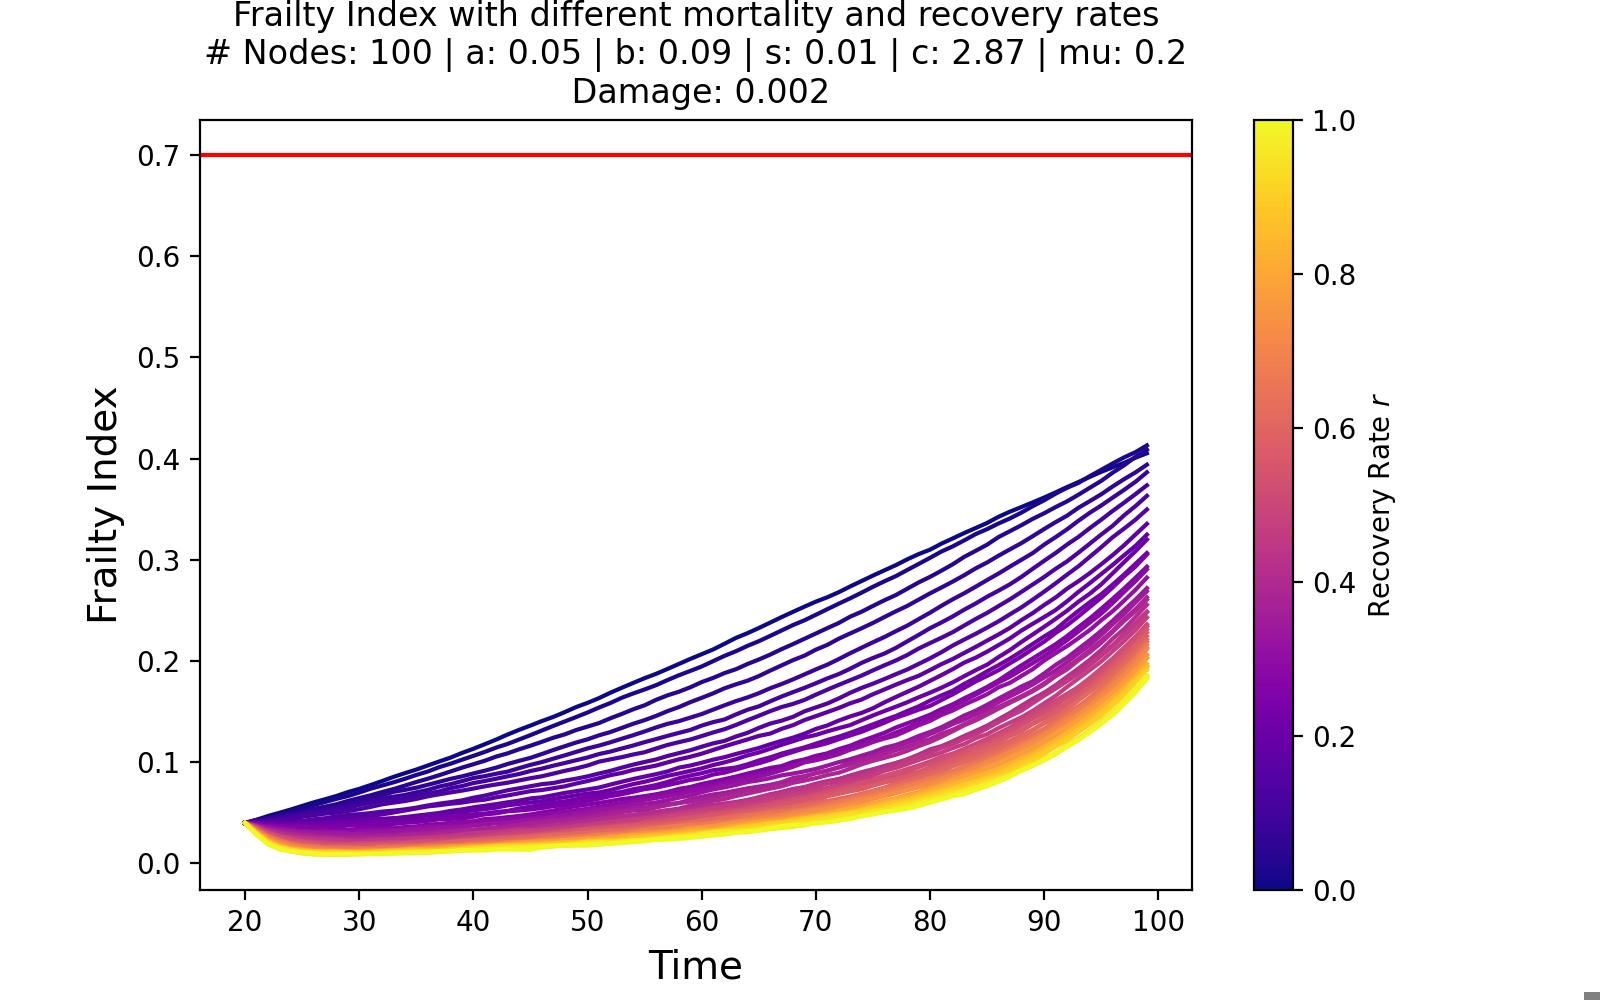 Frailty Index with different mortality and recovery rates
# Nodes: 100 | a: 0.05 | b: 0.09 | s: 0.01 | c: 2.87 | mu: 0.2
Damage: 0.002
0.7
0.6
0.5
0.4
0.3
0.2
0.1
0.0
Frailty Index
20 30 40 50 60 70 80 90 100
Time
1.0
0.8
0.6
0.4
0.2
0.0
Recovery Rate r